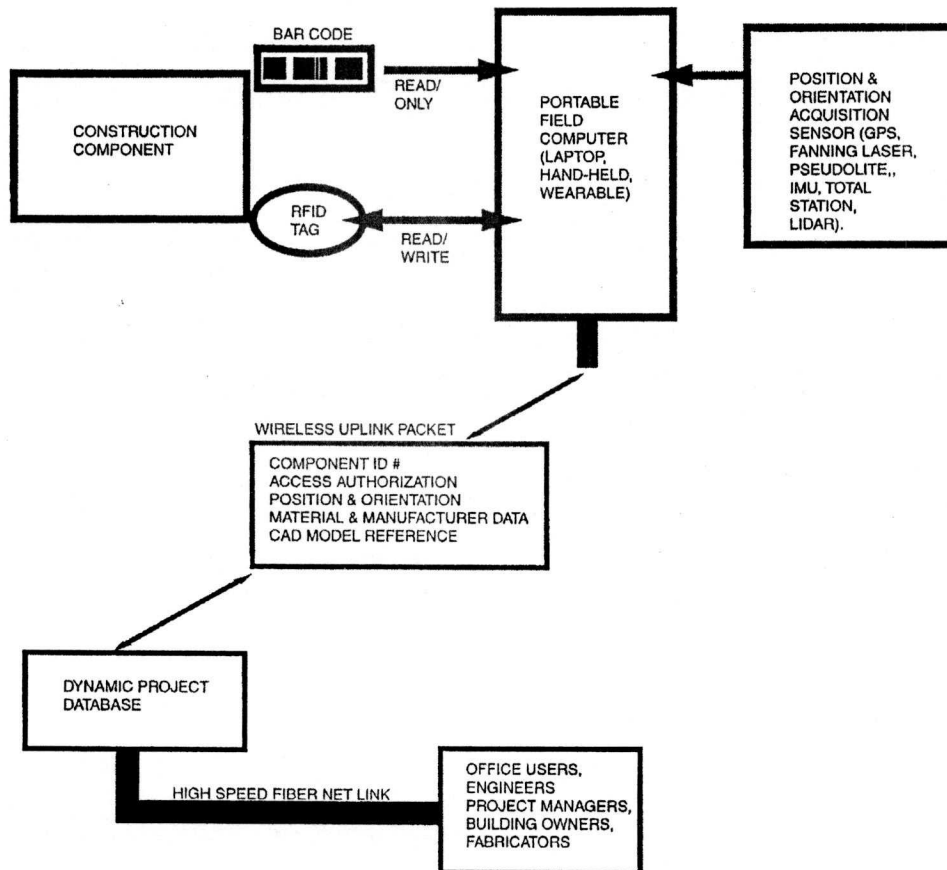 BAR CODE
CONSTRUCTION
COMPONENT
READ/
ONLY
PORTABLE
FIELD
COMPUTER
(LAPTOP,
HAND-HELD,
WEARABLE)
POSITION &
ORIENTATION
ACQUISITION
SENSOR (GPS,
FANNING LASER,
PSEUDOLITE,,
IMU, TOTAL
STATION,
LIDAR).
RFID
TAG
READ/
WRITE
WIRELESS UPLINK PACKET
COMPONENT ID #
ACCESS AUTHORIZATION
POSITION & ORIENTATION
MATERIAL & MANUFACTURER DATA
CAD MODEL REFERENCE
DYNAMIC PROJECT
DATABASE
HIGH SPEED FIBER NET LINK
OFFICE USERS,
ENGINEERS
PROJECT MANAGERS,
BUILDING OWNERS,
FABRICATORS